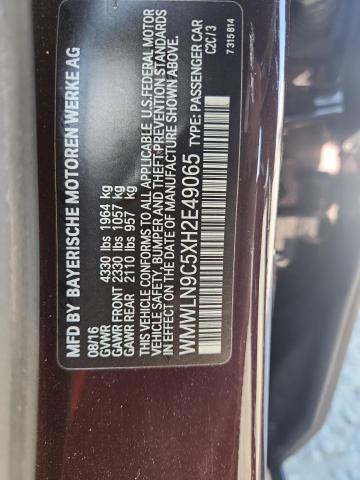 MFD BY BAYERISCHE MOTOREN WERKE AG
08/16
GVWR 4330 lbs 1964 kg
GAWR FRONT 2330 lbs 1057 kg
GAWR REAR 2110 lbs 957 kg
THIS VEHICLE CONFORMS TO ALL APPLICABLE U.S. FEDERAL MOTOR
VEHICLE SAFETY, BUMPER AND THEFT PREVENTION STANDARDS
IN EFFECT ON THE DATE OF MANUFACTURE SHOWN ABOVE.
WMWLN9C5XH2E49065 TYPE: PASSENGER CAR
C2C/3
7315814